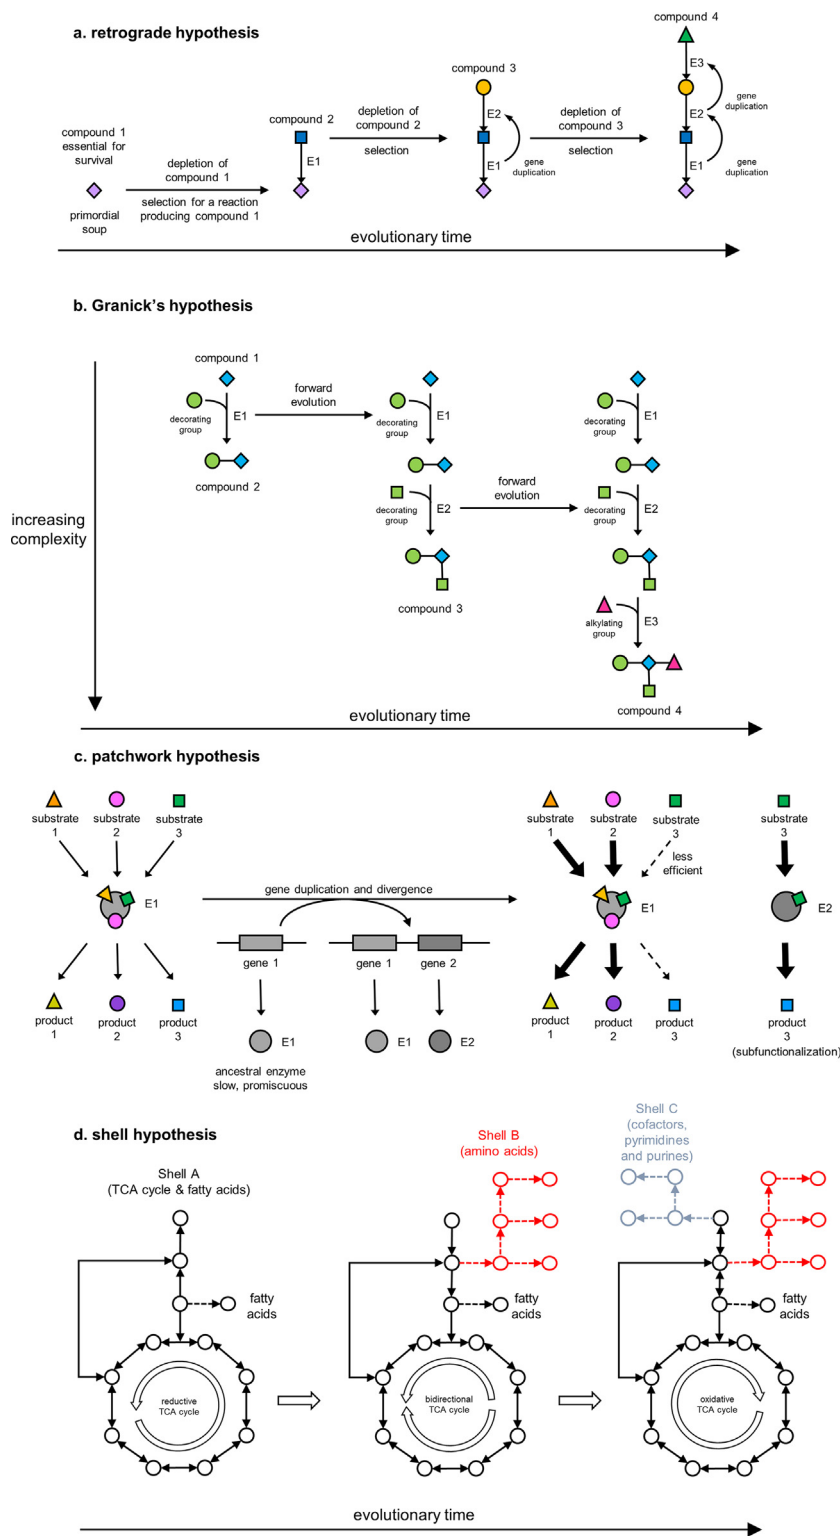 a. retrograde hypothesis
compound 4
E3
compound 3
gene
duplication
compound 1
essential for
survival
compound 2
depletion of
compound 2
selection
E2
depletion of
compound 3
selection
E2
depletion of
compound 1
E1
E1
gene
duplication
E1
gene
duplication
selection for a reaction
producing compound 1
primordial
soup
evolutionary time
b. Granick's hypothesis
compound 1
forward
evolution
E1
decorating
group
E1
decorating
group
E1
decorating
group
compound 2
forward
evolution
increasing
complexity
E2
decorating
group
E2
decorating
group
compound 3
E3
alkylating
group
compound 4
evolutionary time
c. patchwork hypothesis
substrate
1
substrate
2
substrate
3
substrate
1
substrate
2
substrate
3
substrate
3
less
efficient
gene duplication and divergence
E1
E1
E2
gene 1
gene 1
gene 2
product
1
product
2
product
3
E1
E1
E2
ancestral enzyme
slow, promiscuous
product
1
product
2
product
3
product
3
(subfunctionalization)
d. shell hypothesis
Shell A
(TCA cycle & fatty acids)
Shell B
(amino acids)
Shell C
(cofactors,
pyrimidines
and purines)
fatty
acids
fatty
acids
fatty
acids
reductive
TCA cycle
bidirectional
TCA cycle
oxidative
TCA cycle
evolutionary time